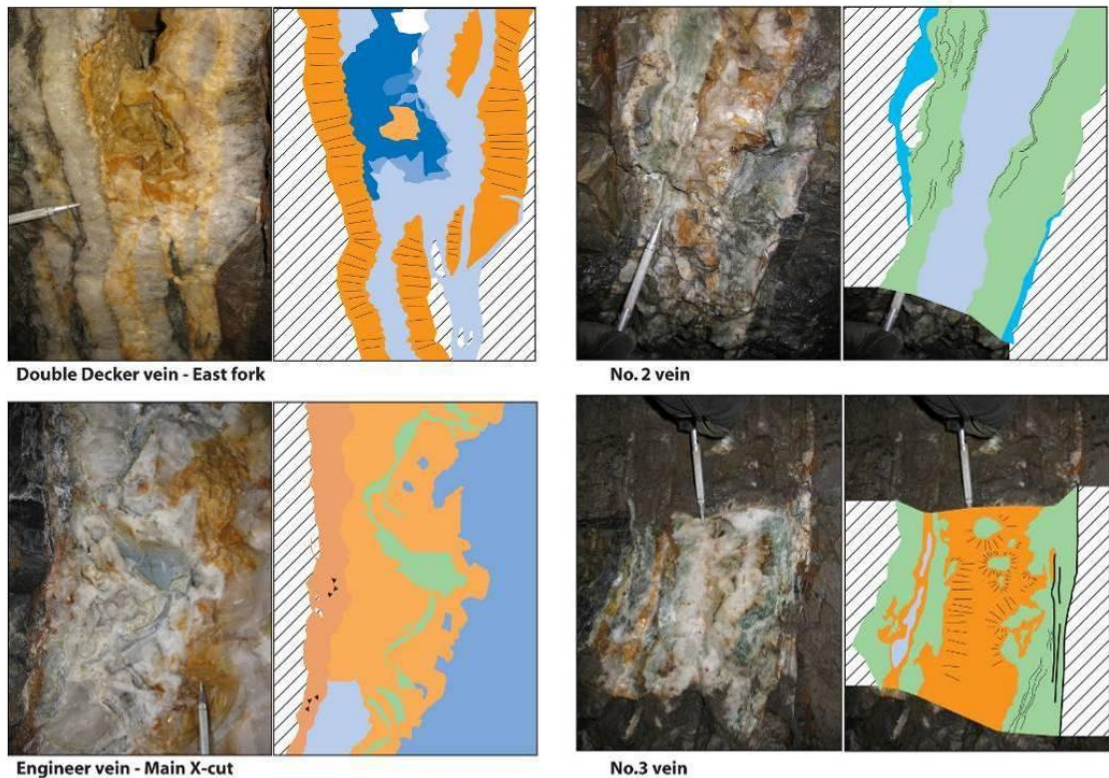 Double Decker vein - East fork
No. 2 vein
Engineer vein - Main X-cut
No.3 vein